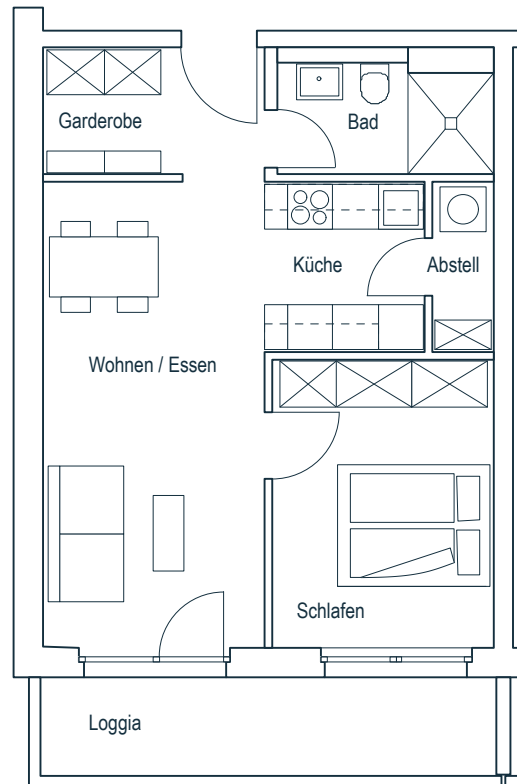 Garderobe
Bad
Küche
Abstell
Wohnen / Essen
Schlafen
Loggia